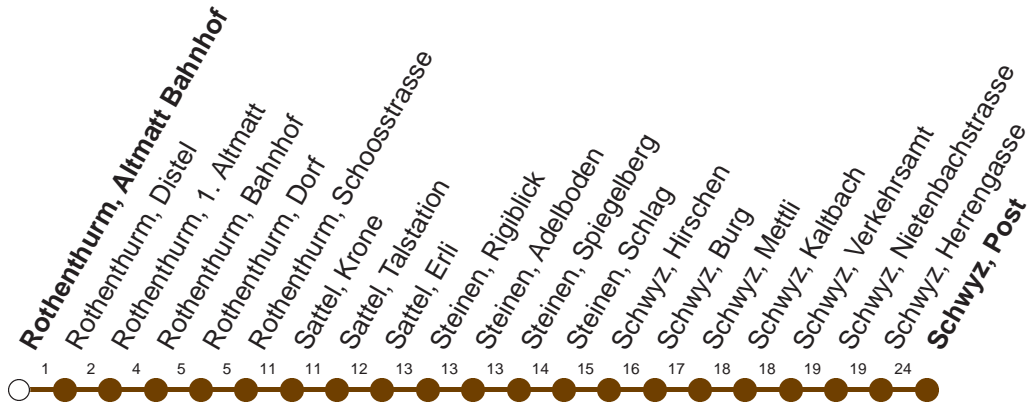 Rothenthurm, Altmatt Bahnhof
Rothenthurm, Distel
Rothenthurm, 1. Altmatt
Rothenthurm, Bahnhof
Rothenthurm, Dorf
Rothenthurm, Schoosstrasse
Sattel, Krone
Sattel, Talstation
Sattel, Erli
Steinen, Rigiblick
Steinen, Adelboden
Steinen, Spiegelberg
Steinen, Schlag
Schwyz, Hirschen
Schwyz, Burg
Schwyz, Mettli
Schwyz, Kaltbach
Schwyz, Verkehrsamt
Schwyz, Nietenbachstrasse
Schwyz, Herrengasse
Schwyz, Post
1 2 4 5 5 11 11 12 13 13 13 14 15 16 17 18 18 19 19 24